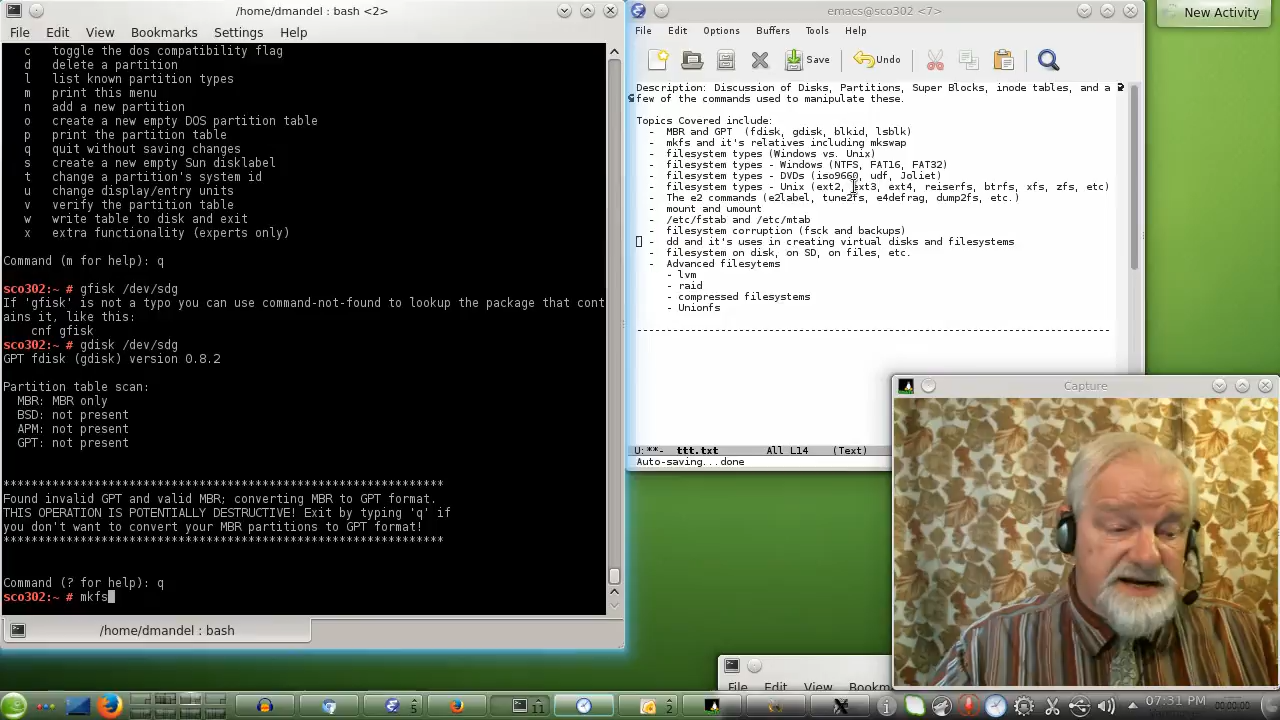 /home/dmandel : bash <2>
File Edit View Bookmarks Settings Help
c toggle the dos compatibility flag
d delete a partition
l list known partition types
m print this menu
n add a new partition
o create a new empty DOS partition table
p print the partition table
q quit without saving changes
s create a new empty Sun disklabel
t change a partition's system id
u change display/entry units
v verify the partition table
w write table to disk and exit
x extra functionality (experts only)
Command (m for help): q
sco302:~ # gfisk /dev/sdg
If 'gfisk' is not a typo you can use command-not-found to lookup the package that cont
ains it, like this:
cnf gfisk
sco302:~ # gdisk /dev/sdg
GPT fdisk (gdisk) version 0.8.2
Partition table scan:
MBR: MBR only
BSD: not present
APM: not present
GPT: not present
***************************************************************
Found invalid GPT and valid MBR; converting MBR to GPT format.
THIS OPERATION IS POTENTIALLY DESTRUCTIVE! Exit by typing 'q' if
you don't want to convert your MBR partitions to GPT format!
***************************************************************
Command (? for help): q
sco302:~ # mkfs
/home/dmandel : bash
emacs@sco302 <7>
File Edit Options Buffers Tools Help
Save Undo
Description: Discussion of Disks, Partitions, Super Blocks, inode tables, and a
few of the commands used to manipulate these.
Topics Covered include:
- MBR and GPT (fdisk, gdisk, blkid, lsblk)
- mkfs and it's relatives including mkswap
- filesystem types (Windows vs. Unix)
- filesystem types - Windows (NTFS, FAT16, FAT32)
- filesystem types - DVDs (iso9660, udf, Joliet)
- filesystem types - Unix (ext2, ext3, ext4, reiserfs, btrfs, xfs, zfs, etc)
- The e2 commands (e2label, tune2fs, e4defrag, dump2fs, etc.)
- mount and umount
- /etc/fstab and /etc/mtab
- filesystem corruption (fsck and backups)
- dd and it's uses in creating virtual disks and filesystems
- filesystem on disk, on SD, on files, etc.
- Advanced filesytems
- lvm
- raid
- compressed filesystems
- Unionfs
-------------------------------------------------------------------------------
U:**- ttt.txt All L14 (Text)
Auto-saving...done
New Activity
Capture
File Edit View Bookm
5
11
2
07:31 PM
00:00:00